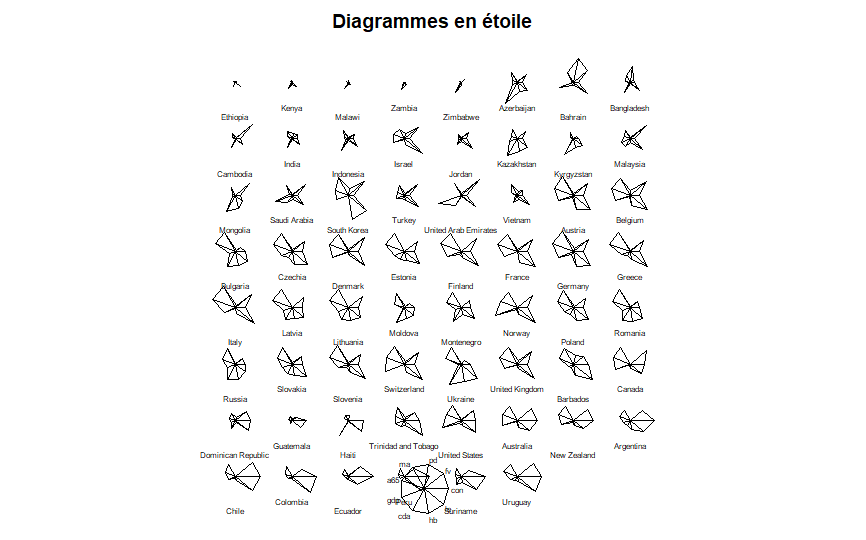 Diagrammes en étoile
Ethiopia
Kenya
Malawi
Zambia
Zimbabwe
Azerbaijan
Bahrain
Bangladesh
Cambodia
India
Indonesia
Israel
Jordan
Kazakhstan
Kyrgyzstan
Malaysia
Mongolia
Saudi Arabia
South Korea
Turkey
United Arab Emirates
Vietnam
Austria
Belgium
Bulgaria
Czechia
Denmark
Estonia
Finland
France
Germany
Greece
Italy
Latvia
Lithuania
Moldova
Montenegro
Norway
Poland
Romania
Russia
Slovakia
Slovenia
Switzerland
Ukraine
United Kingdom
Barbados
Canada
Dominican Republic
Guatemala
Haiti
Trinidad and Tobago
United States
Australia
New Zealand
Argentina
Chile
Colombia
Ecuador
Peru
Suriname
Uruguay
pd
ma
fv
a65
con
gdp
cda
hb